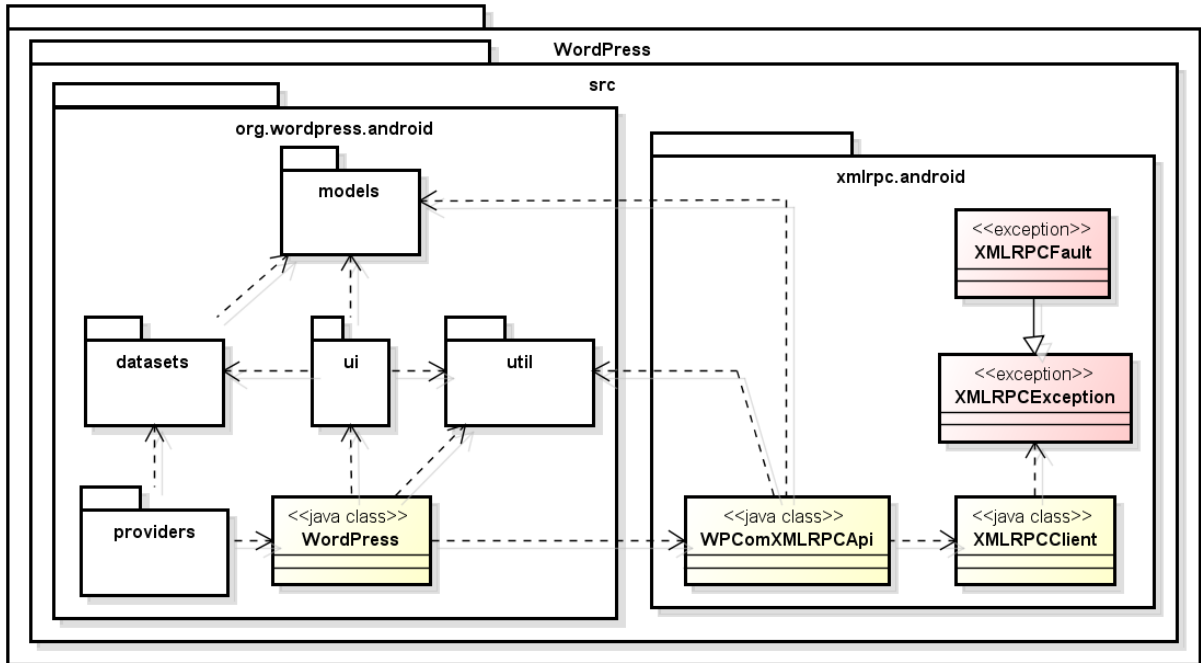 WordPress
src
org.wordpress.android
models
datasets
ui
util
providers
<<java class>>
WordPress
xmlrpc.android
<<exception>>
XMLRPCFault
<<exception>>
XMLRPCException
<<java class>>
WPComXMLRPCApi
<<java class>>
XMLRPCClient